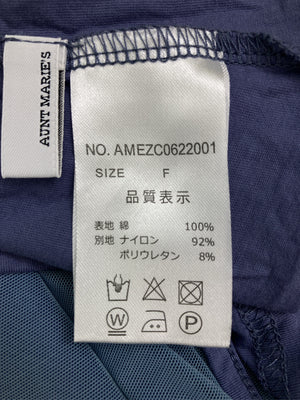 AUNT MARIE'S
NO. AMEZC0622001
SIZE F
品質表示
表地 綿 100%
別地 ナイロン 92%
ポリウレタン 8%
W P